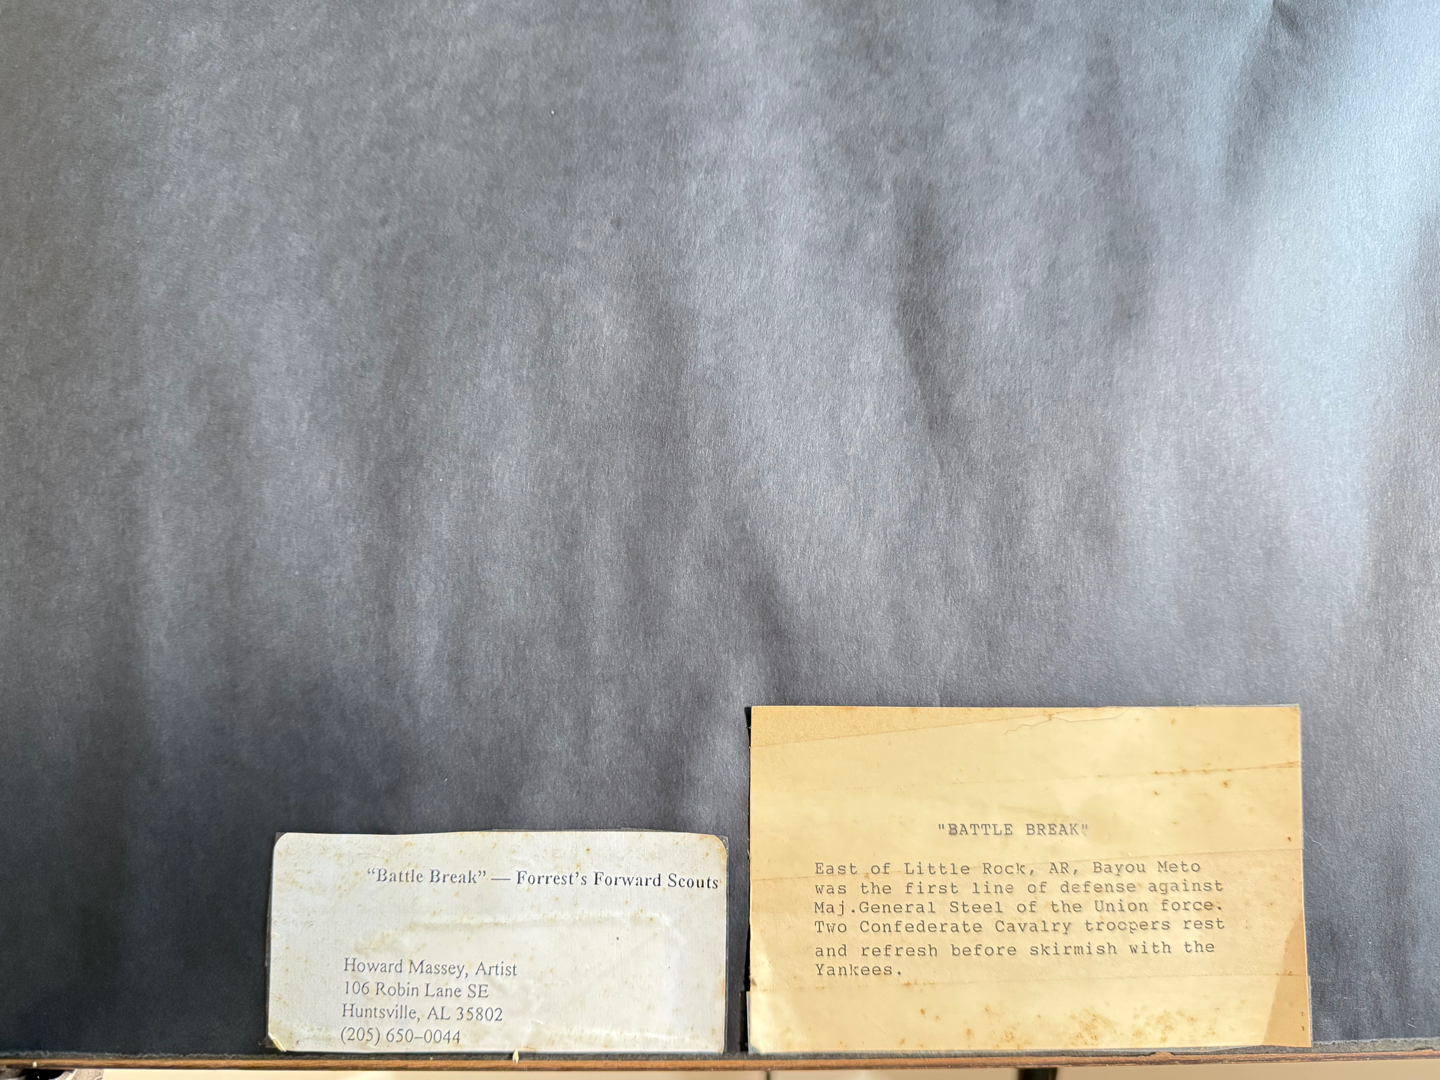 "Battle Break" — Forrest's Forward Scouts
Howard Massey, Artist
106 Robin Lane SE
Huntsville, AL 35802
(205) 650–0044
"BATTLE BREAK"
East of Little Rock, AR, Bayou Meto
was the first line of defense against
Maj.General Steel of the Union force.
Two Confederate Cavalry troopers rest
and refresh before skirmish with the
Yankees.